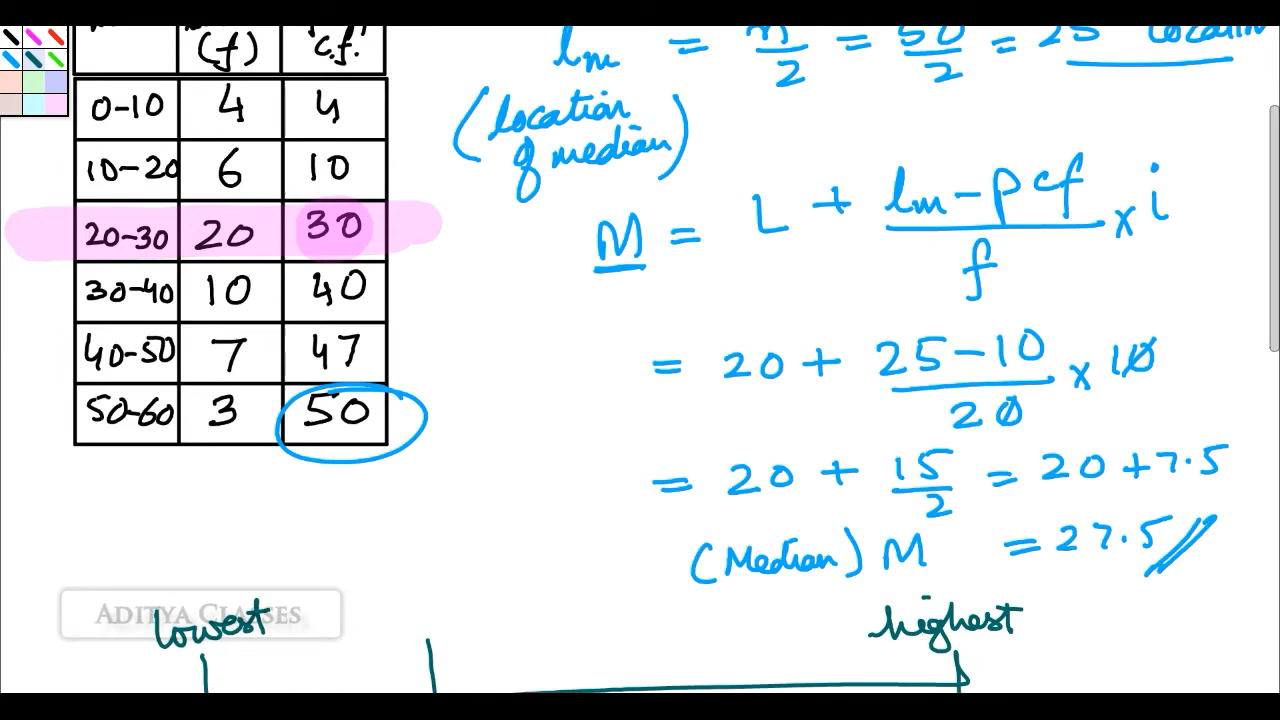 (f) c.f.
lm = n/2 = 50/2 = 25
(location
of median)
0-10 4 4
10-20 6 10
20-30 20 30
30-40 10 40
40-50 7 47
50-60 3 50
M = L + lm - pcf / f × i
= 20 + 25-10 / 20 × 10
= 20 + 15/2 = 20 + 7.5
(Median) M = 27.5
ADITYA CLASSES
lowest highest